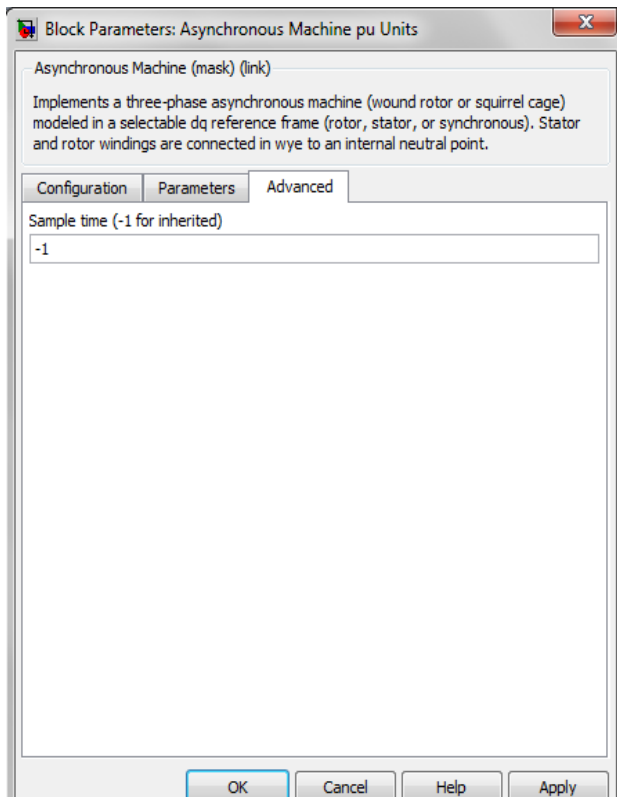 Block Parameters: Asynchronous Machine pu Units
X
Asynchronous Machine (mask) (link)
Implements a three-phase asynchronous machine (wound rotor or squirrel cage)
modeled in a selectable dq reference frame (rotor, stator, or synchronous). Stator
and rotor windings are connected in wye to an internal neutral point.
Configuration Parameters Advanced
Sample time (-1 for inherited)
-1
OK Cancel Help Apply